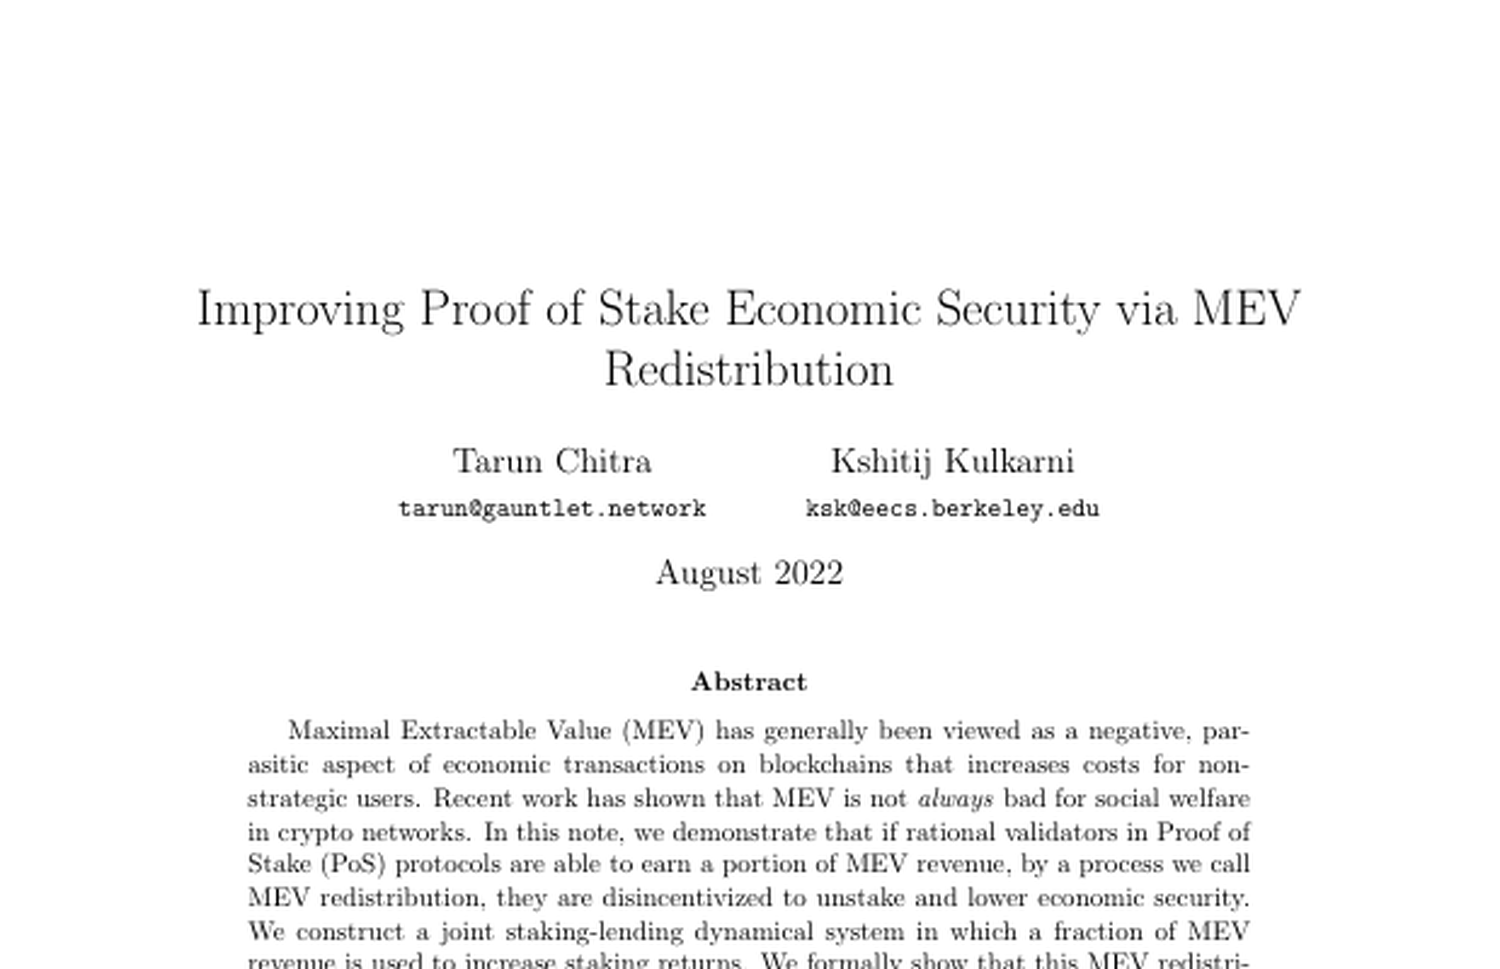 Improving Proof of Stake Economic Security via MEV
Redistribution
Tarun Chitra Kshitij Kulkarni
tarun@gauntlet.network ksk@eecs.berkeley.edu
August 2022
Abstract
Maximal Extractable Value (MEV) has generally been viewed as a negative, par-
asitic aspect of economic transactions on blockchains that increases costs for non-
strategic users. Recent work has shown that MEV is not always bad for social welfare
in crypto networks. In this note, we demonstrate that if rational validators in Proof of
Stake (PoS) protocols are able to earn a portion of MEV revenue, by a process we call
MEV redistribution, they are disincentivized to unstake and lower economic security.
We construct a joint staking-lending dynamical system in which a fraction of MEV
revenue is used to increase staking returns. We formally show that this MEV redistri-